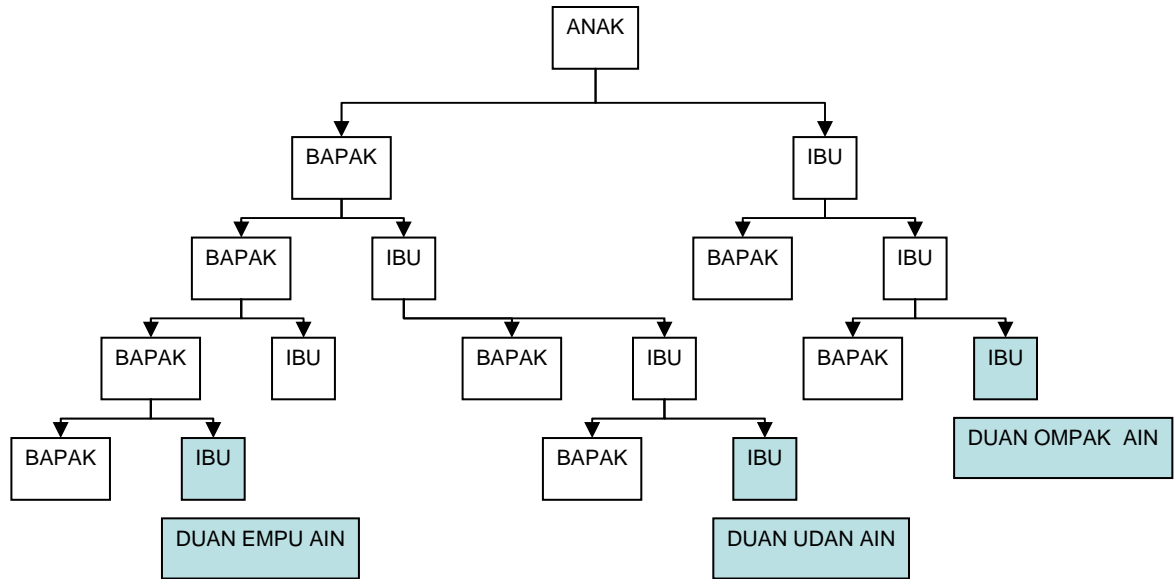 ANAK
BAPAK
IBU
BAPAK
IBU
BAPAK
IBU
BAPAK
IBU
BAPAK
IBU
BAPAK
IBU
DUAN OMPAK AIN
BAPAK
IBU
BAPAK
IBU
DUAN EMPU AIN
DUAN UDAN AIN